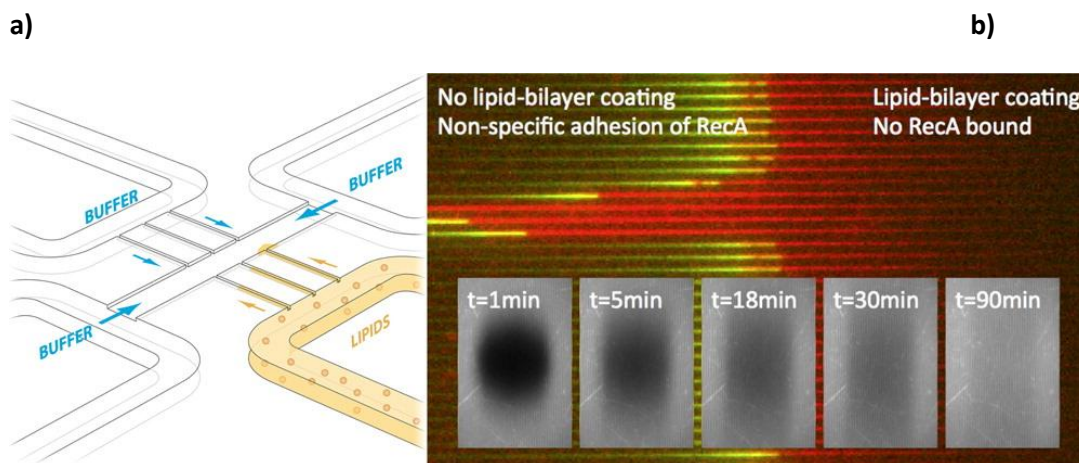 a)
b)
BUFFER
BUFFER
BUFFER
LIPIDS
No lipid-bilayer coating
Non-specific adhesion of RecA
Lipid-bilayer coating
No RecA bound
t=1min
t=5min
t=18min
t=30min
t=90min